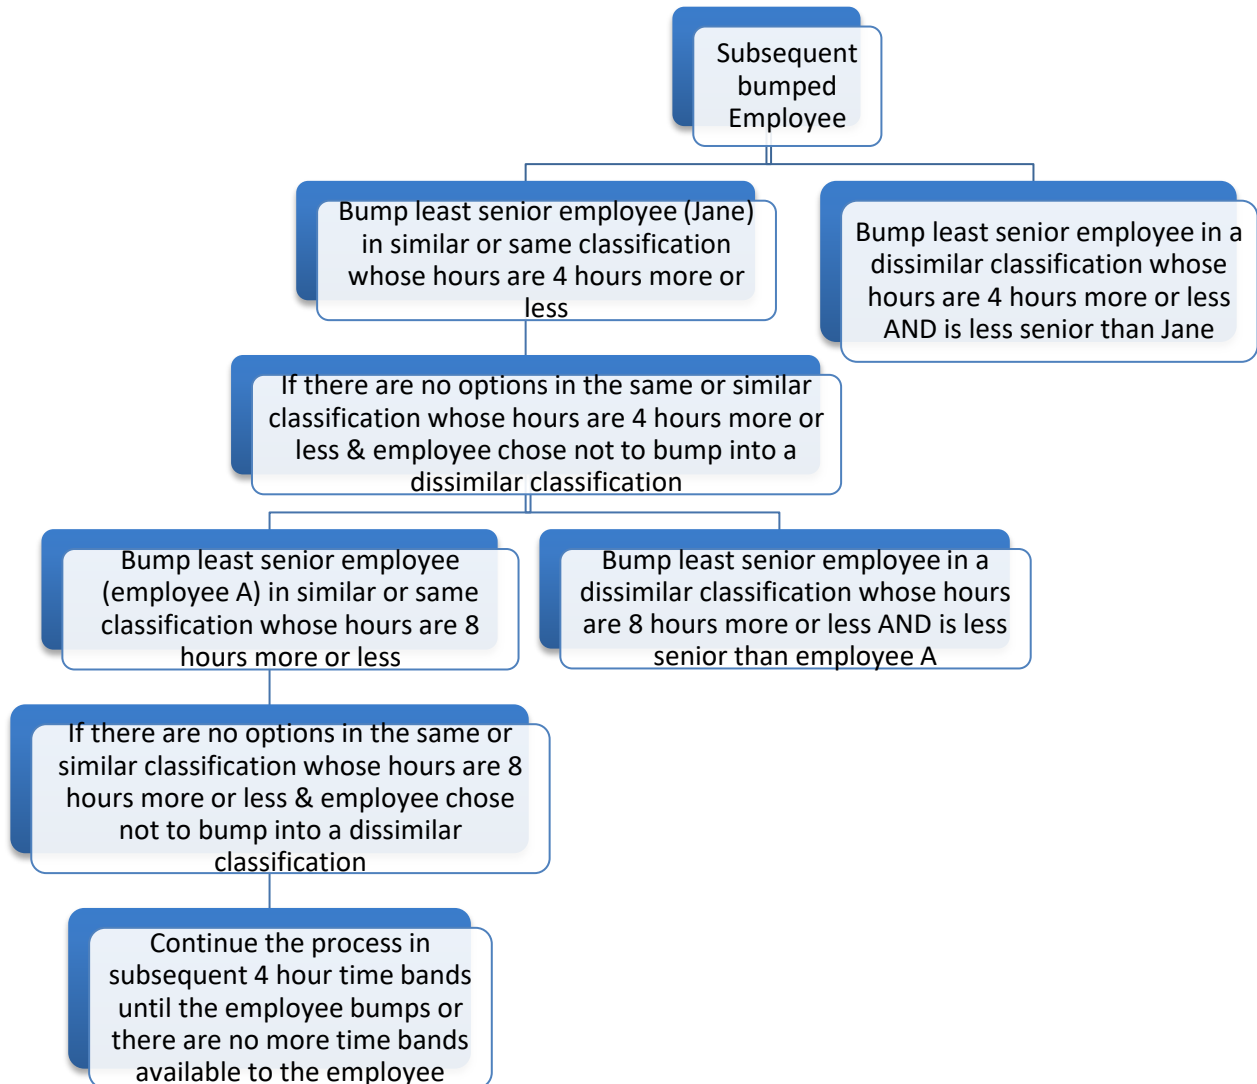 Subsequent
bumped
Employee
Bump least senior employee (Jane)
in similar or same classification
whose hours are 4 hours more or
less
Bump least senior employee in a
dissimilar classification whose
hours are 4 hours more or less
AND is less senior than Jane
If there are no options in the same or similar
classification whose hours are 4 hours more or
less & employee chose not to bump into a
dissimilar classification
Bump least senior employee
(employee A) in similar or same
classification whose hours are 8
hours more or less
Bump least senior employee in a
dissimilar classification whose hours
are 8 hours more or less AND is less
senior than employee A
If there are no options in the same or
similar classification whose hours are 8
hours more or less & employee chose
not to bump into a dissimilar
classification
Continue the process in
subsequent 4 hour time bands
until the employee bumps or
there are no more time bands
available to the employee